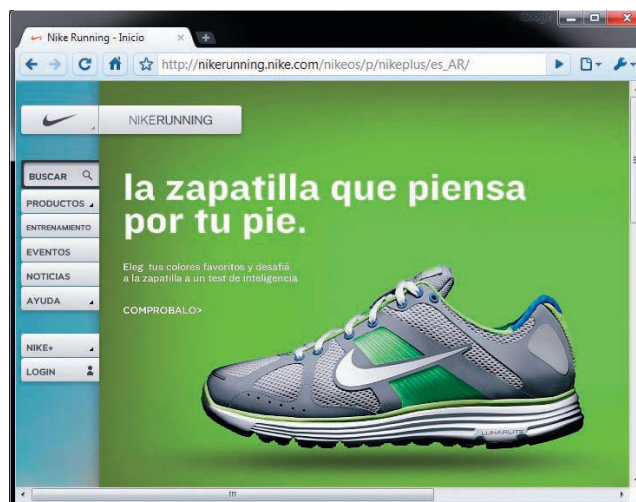 Google
Nike Running - Inicio
http://nikerunning.nike.com/nikeos/p/nikeplus/es_AR/
NIKERUNNING
BUSCAR
PRODUCTOS
ENTRENAMIENTO
EVENTOS
NOTICIAS
AYUDA
NIKE+
LOGIN
la zapatilla que piensa
por tu pie.
Eleg tus colores favoritos y desafiá
a la zapatilla a un test de inteligencia.
COMPROBALO>
LUNARLITE